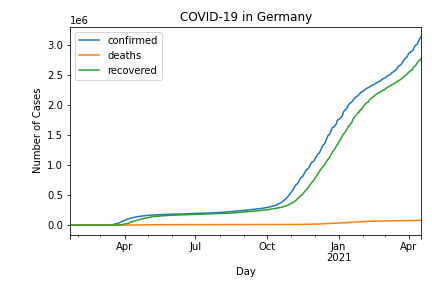 COVID-19 in Germany
1e6
confirmed
deaths
recovered
3.0
2.5
2.0
1.5
1.0
0.5
0.0
Number of Cases
Apr
Jul
Oct
Jan
2021
Apr
Day